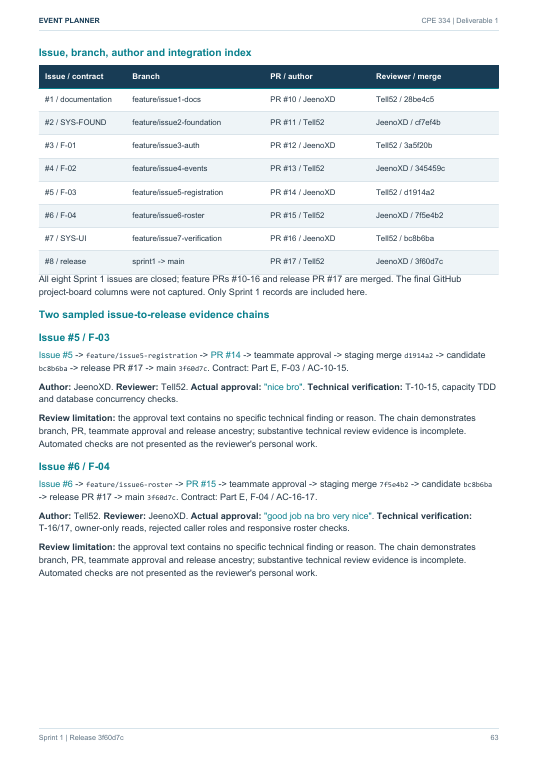 EVENT PLANNER
CPE 334 | Deliverable 1
Issue, branch, author and integration index
Issue / contract Branch PR / author Reviewer / merge
#1 / documentation feature/issue1-docs PR #10 / JeenoXD Tell52 / 28be4c5
#2 / SYS-FOUND feature/issue2-foundation PR #11 / Tell52 JeenoXD / cf7ef4b
#3 / F-01 feature/issue3-auth PR #12 / JeenoXD Tell52 / 3a5f20b
#4 / F-02 feature/issue4-events PR #13 / Tell52 JeenoXD / 345459c
#5 / F-03 feature/issue5-registration PR #14 / JeenoXD Tell52 / d1914a2
#6 / F-04 feature/issue6-roster PR #15 / Tell52 JeenoXD / 7f5e4b2
#7 / SYS-UI feature/issue7-verification PR #16 / JeenoXD Tell52 / bc8b6ba
#8 / release sprint1 -> main PR #17 / Tell52 JeenoXD / 3f60d7c
All eight Sprint 1 issues are closed; feature PRs #10-16 and release PR #17 are merged. The final GitHub
project-board columns were not captured. Only Sprint 1 records are included here.
Two sampled issue-to-release evidence chains
Issue #5 / F-03
Issue #5 -> feature/issue5-registration -> PR #14 -> teammate approval -> staging merge d1914a2 -> candidate
bc8b6ba -> release PR #17 -> main 3f60d7c. Contract: Part E, F-03 / AC-10-15.
Author: JeenoXD. Reviewer: Tell52. Actual approval: "nice bro". Technical verification: T-10-15, capacity TDD
and database concurrency checks.
Review limitation: the approval text contains no specific technical finding or reason. The chain demonstrates
branch, PR, teammate approval and release ancestry; substantive technical review evidence is incomplete.
Automated checks are not presented as the reviewer's personal work.
Issue #6 / F-04
Issue #6 -> feature/issue6-roster -> PR #15 -> teammate approval -> staging merge 7f5e4b2 -> candidate bc8b6ba
-> release PR #17 -> main 3f60d7c. Contract: Part E, F-04 / AC-16-17.
Author: Tell52. Reviewer: JeenoXD. Actual approval: "good job na bro very nice". Technical verification:
T-16/17, owner-only reads, rejected caller roles and responsive roster checks.
Review limitation: the approval text contains no specific technical finding or reason. The chain demonstrates
branch, PR, teammate approval and release ancestry; substantive technical review evidence is incomplete.
Automated checks are not presented as the reviewer's personal work.
Sprint 1 | Release 3f60d7c
63